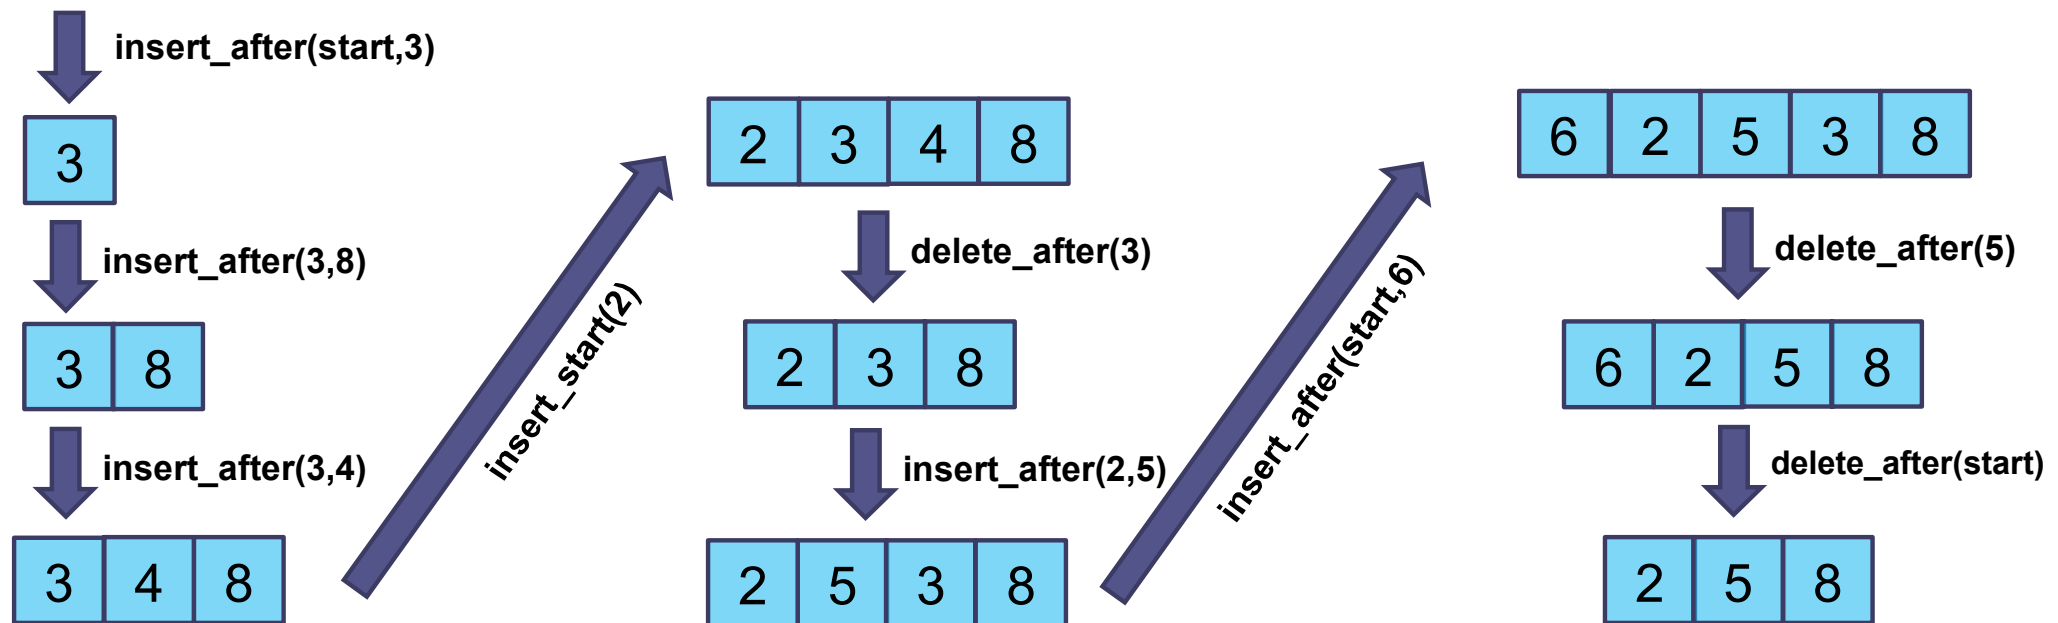 insert_after(start,3)
3
insert_after(3,8)
3 8
insert_after(3,4)
3 4 8
insert_start(2)
2 3 4 8
delete_after(3)
2 3 8
insert_after(2,5)
2 5 3 8
insert_after(start,6)
6 2 5 3 8
delete_after(5)
6 2 5 8
delete_after(start)
2 5 8